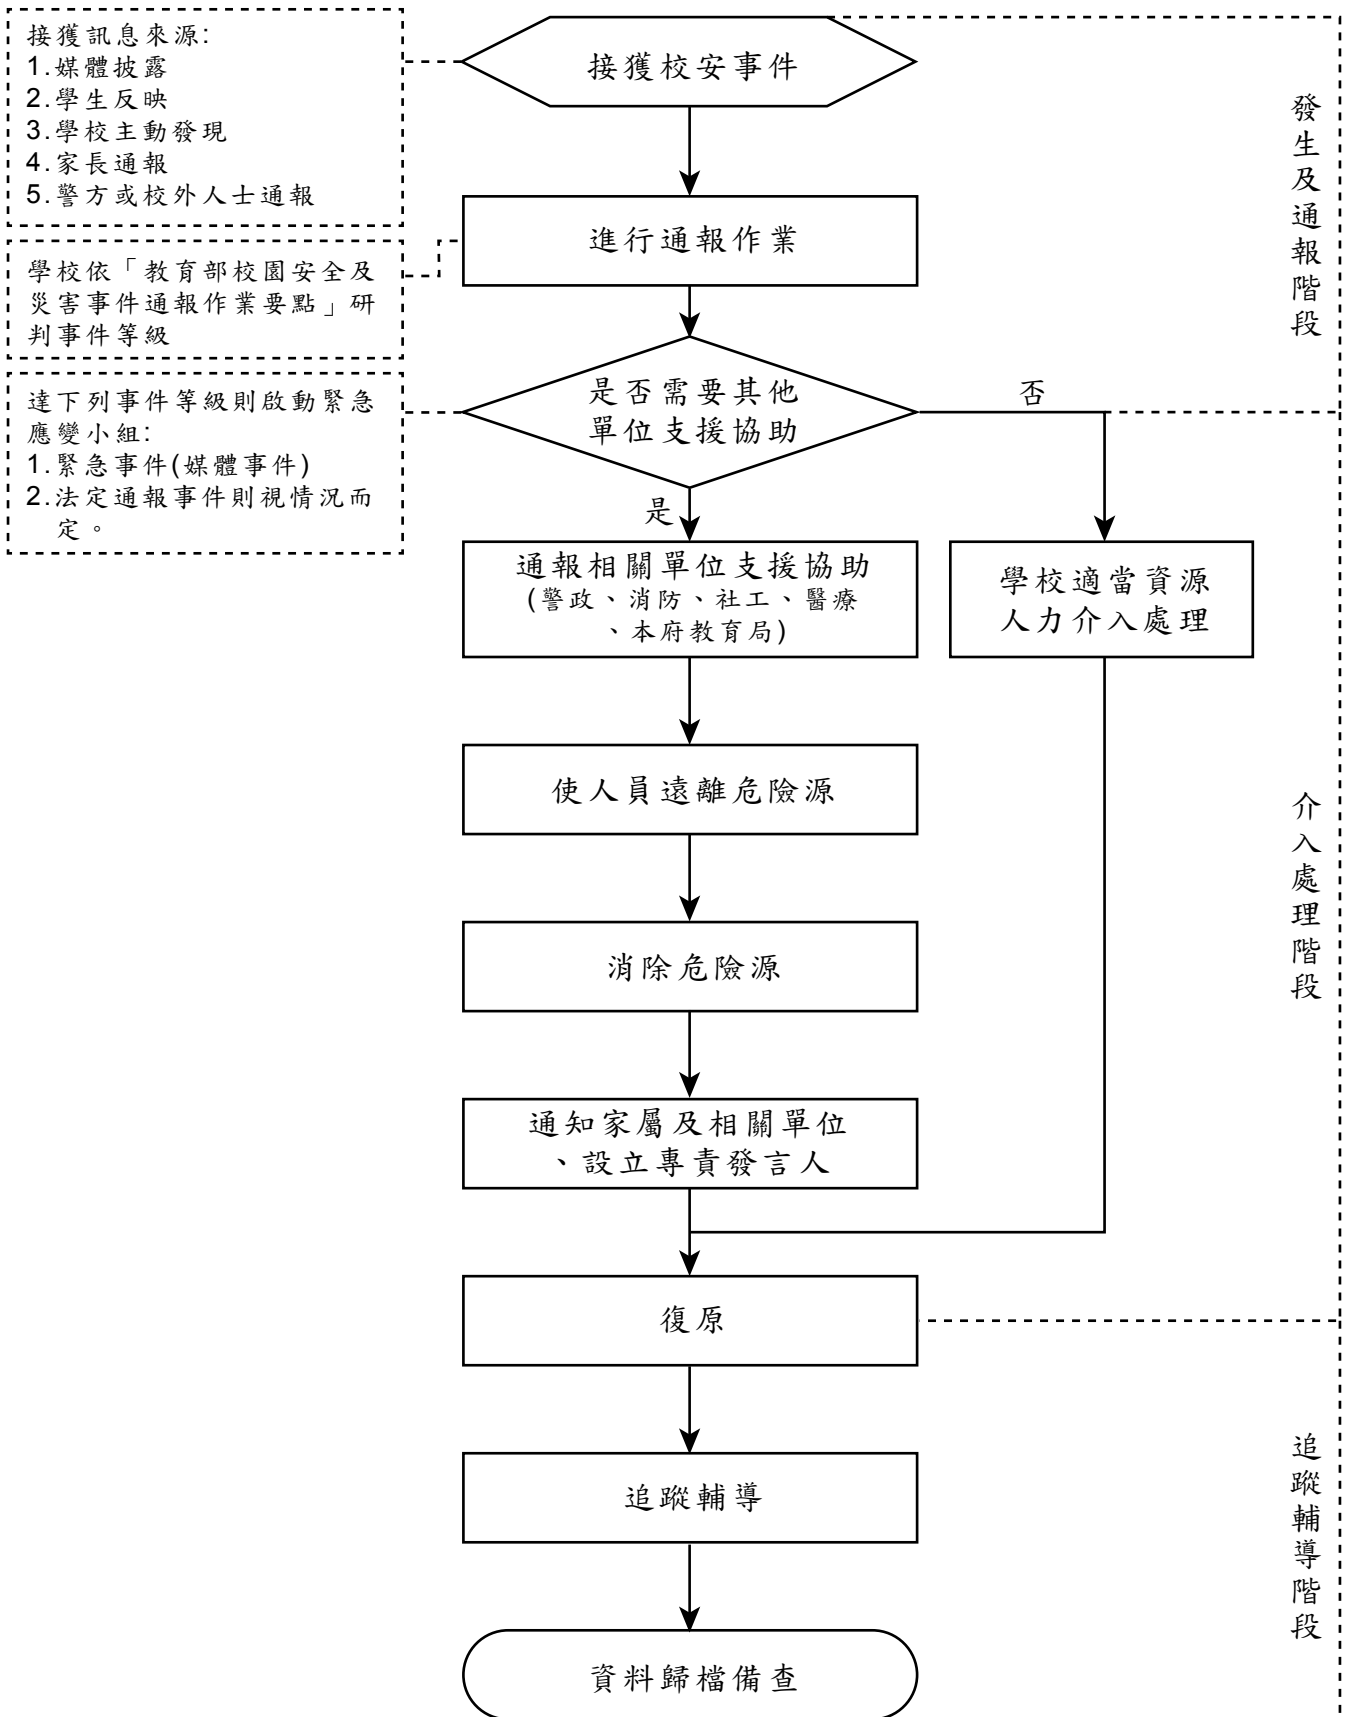 接獲訊息來源:
1.媒體披露
2.學生反映
3.學校主動發現
4.家長通報
5.警方或校外人士通報
接獲校安事件
發生及通報階段
學校依「教育部校園安全及
災害事件通報作業要點」研
判事件等級
進行通報作業
達下列事件等級則啟動緊急
應變小組:
1.緊急事件(媒體事件)
2.法定通報事件則視情況而
定。
是否需要其他
單位支援協助
否
是
通報相關單位支援協助
(警政、消防、社工、醫療
、本府教育局)
學校適當資源
人力介入處理
使人員遠離危險源
介入處理階段
消除危險源
通知家屬及相關單位
、設立專責發言人
復原
追蹤輔導
追蹤輔導階段
資料歸檔備查